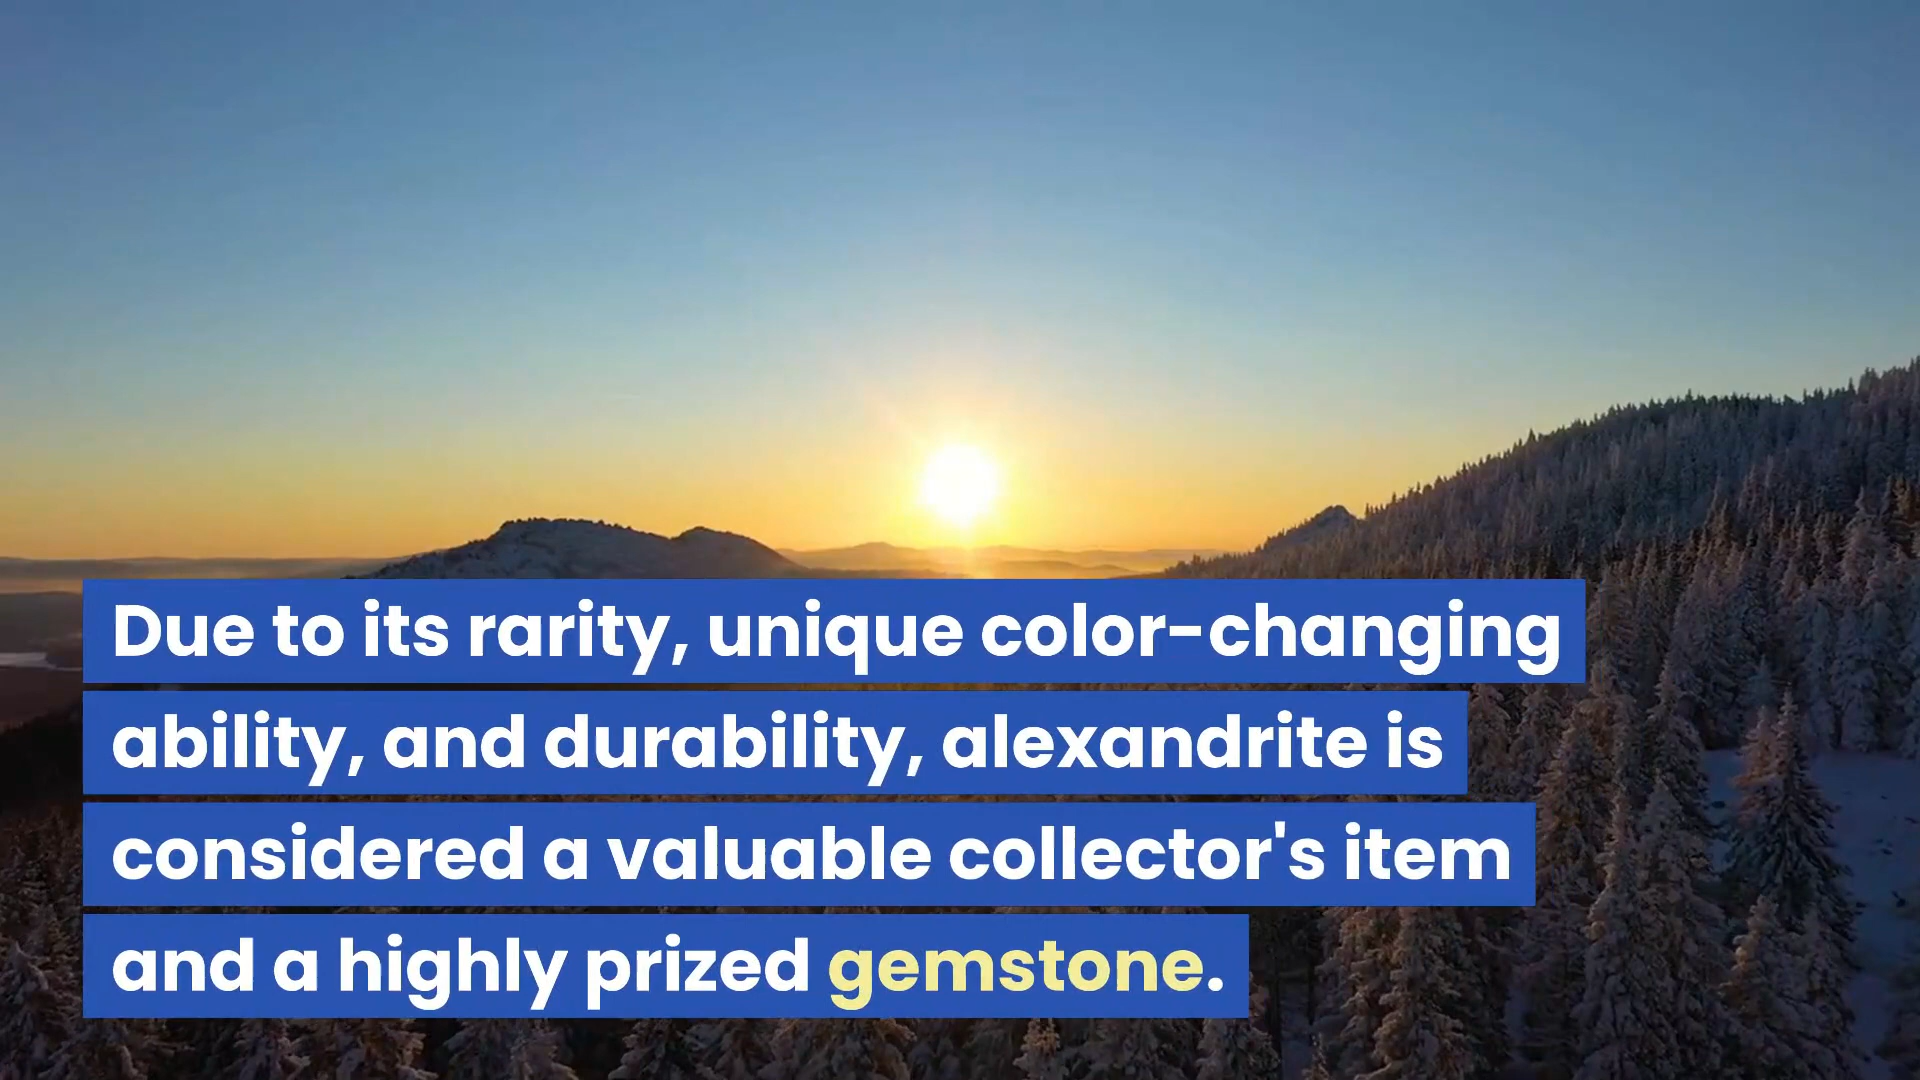 Due to its rarity, unique color-changing
ability, and durability, alexandrite is
considered a valuable collector's item
and a highly prized gemstone.